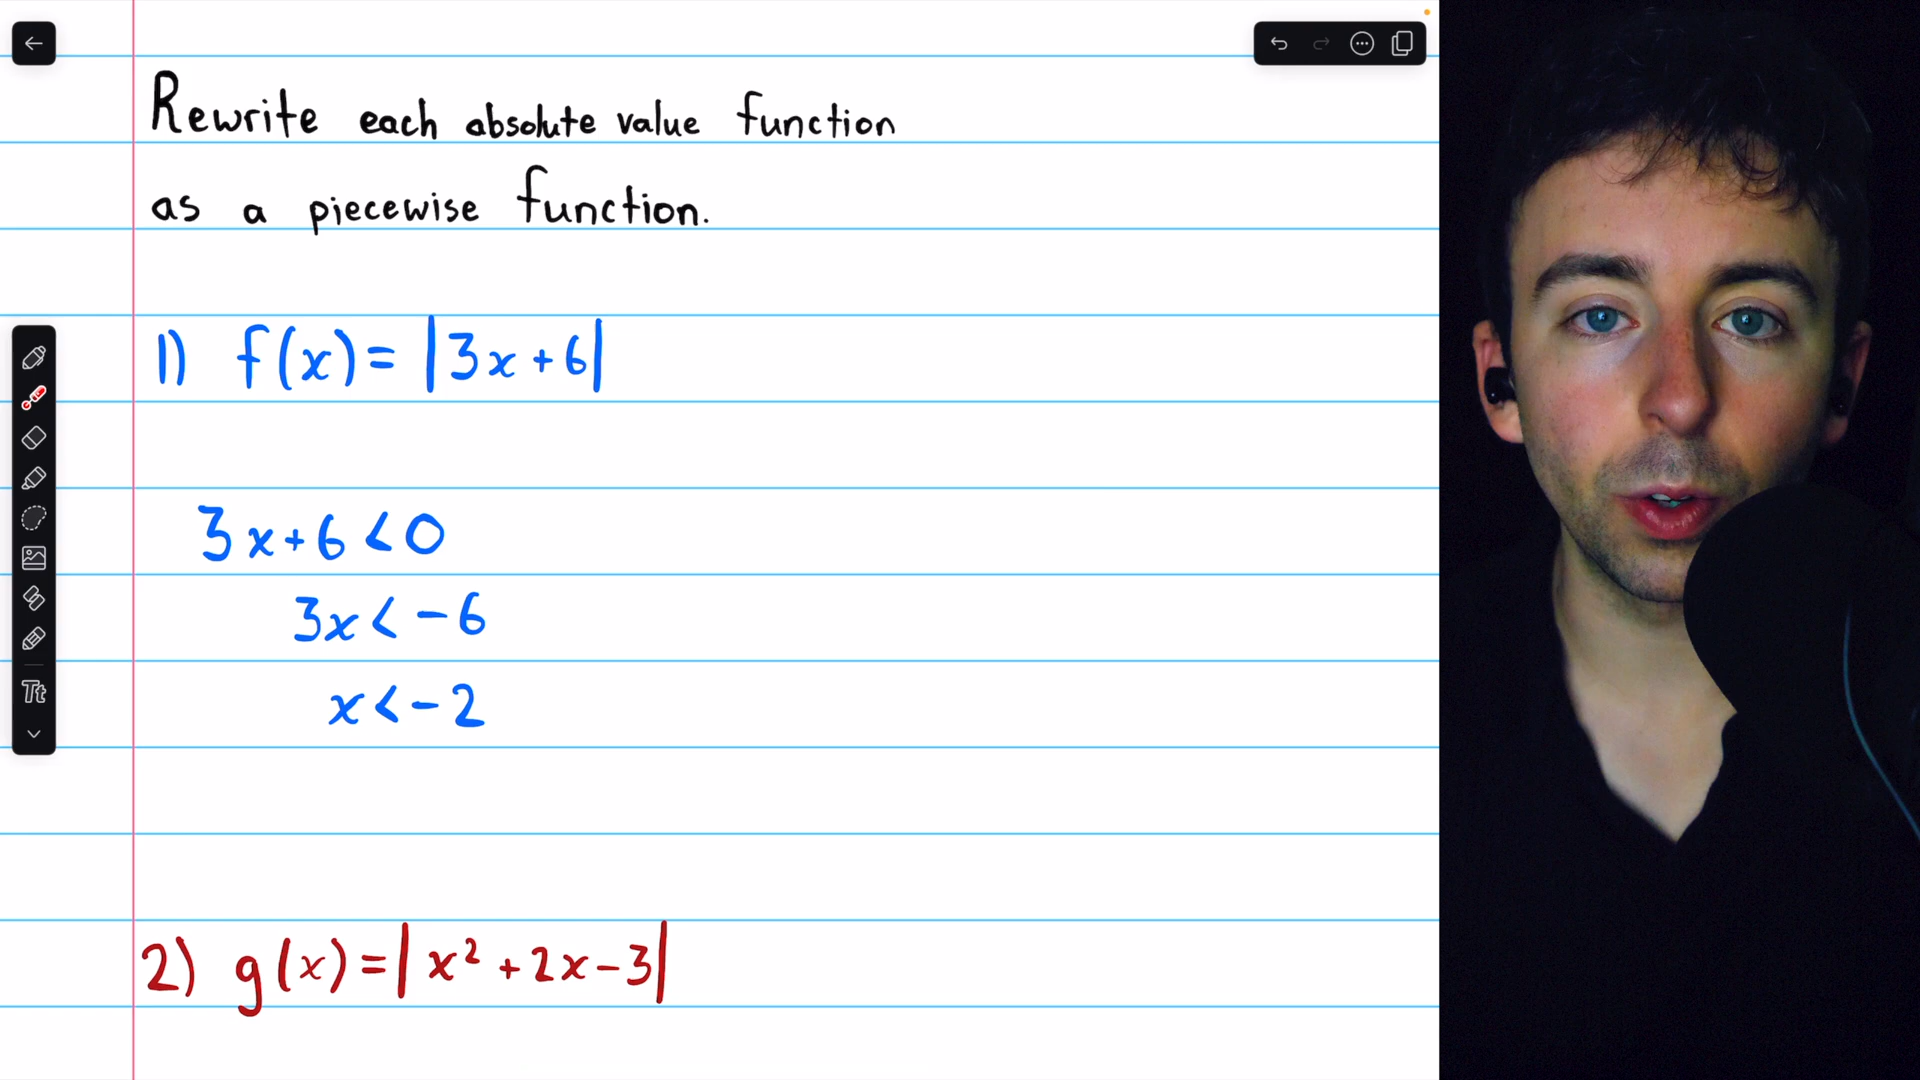 Rewrite each absolute value function
as a piecewise function.
1) f(x) = |3x+6|
3x+6<0
3x<-6
x<-2
Tt
2) g(x)=|x²+2x-3|